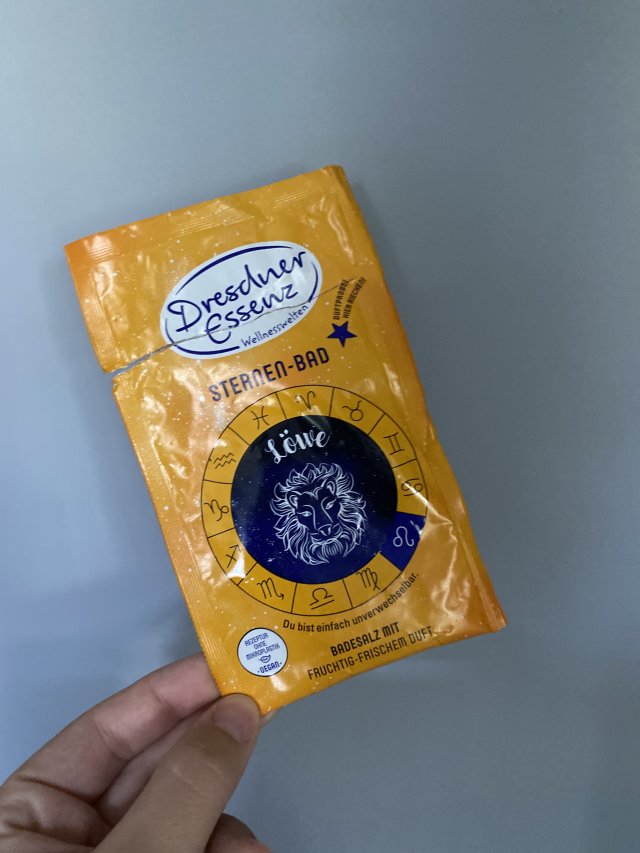 Dresdner
Essenz
Wellnesswelten
DUFTPROBE:
HIER RIECHEN!
STERNEN-BAD
Löwe
Du bist einfach unverwechselbar.
REZEPTUR
OHNE
MIKROPLASTIK
• VEGAN •
BADESALZ MIT
FRUCHTIG-FRISCHEM DUFT